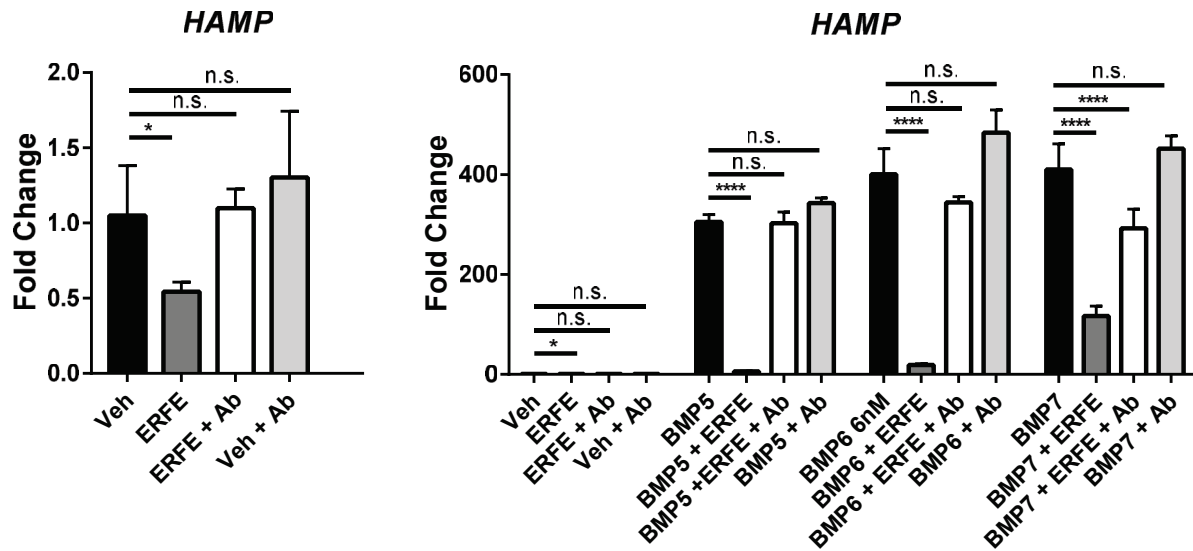 HAMP
Fold Change
2.0
1.5
1.0
0.5
0.0
n.s.
n.s.
*
Veh
ERFE
ERFE + Ab
Veh + Ab
HAMP
Fold Change
600
400
200
0
n.s.
n.s.
*
n.s.
n.s.
****
n.s.
n.s.
****
n.s.
****
****
Veh
ERFE
ERFE + Ab
Veh + Ab
BMP5
BMP5 + ERFE
BMP5 +ERFE + Ab
BMP5 + Ab
BMP6 6nM
BMP6 + ERFE
BMP6 + ERFE + Ab
BMP6 + Ab
BMP7
BMP7 + ERFE
BMP7 + ERFE + Ab
BMP7 + Ab